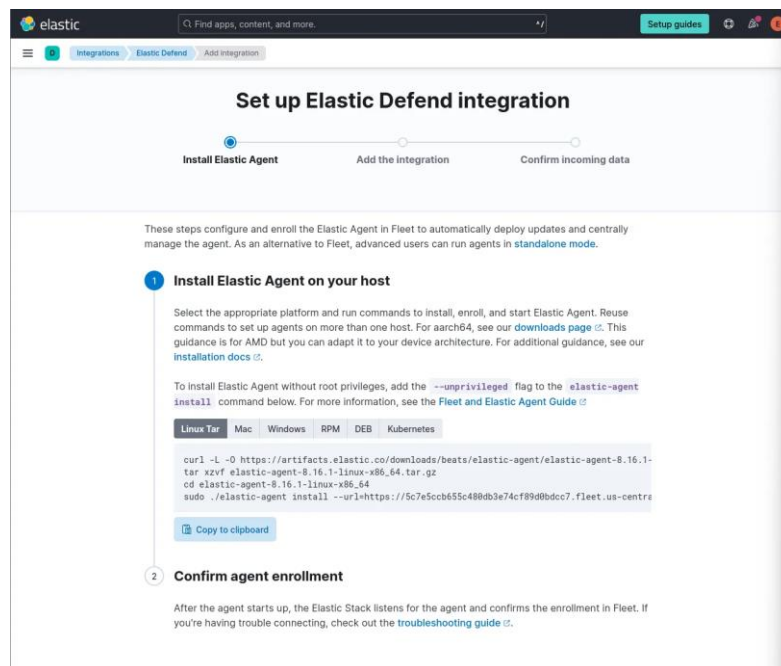 elastic
Find apps, content, and more.
^/
Setup guides
E
D
Integrations
Elastic Defend
Add integration
Set up Elastic Defend integration
Install Elastic Agent
Add the integration
Confirm incoming data
These steps configure and enroll the Elastic Agent in Fleet to automatically deploy updates and centrally
manage the agent. As an alternative to Fleet, advanced users can run agents in standalone mode.
1 Install Elastic Agent on your host
Select the appropriate platform and run commands to install, enroll, and start Elastic Agent. Reuse
commands to set up agents on more than one host. For aarch64, see our downloads page. This
guidance is for AMD but you can adapt it to your device architecture. For additional guidance, see our
installation docs.
To install Elastic Agent without root privileges, add the --unprivileged flag to the elastic-agent
install command below. For more information, see the Fleet and Elastic Agent Guide
Linux Tar Mac Windows RPM DEB Kubernetes
curl -L -O https://artifacts.elastic.co/downloads/beats/elastic-agent/elastic-agent-8.16.1-
tar xzvf elastic-agent-8.16.1-linux-x86_64.tar.gz
cd elastic-agent-8.16.1-linux-x86_64
sudo ./elastic-agent install --url=https://5c7e5ccb655c480db3e74cf89d0bdcc7.fleet.us-centra
Copy to clipboard
2 Confirm agent enrollment
After the agent starts up, the Elastic Stack listens for the agent and confirms the enrollment in Fleet. If
you're having trouble connecting, check out the troubleshooting guide.